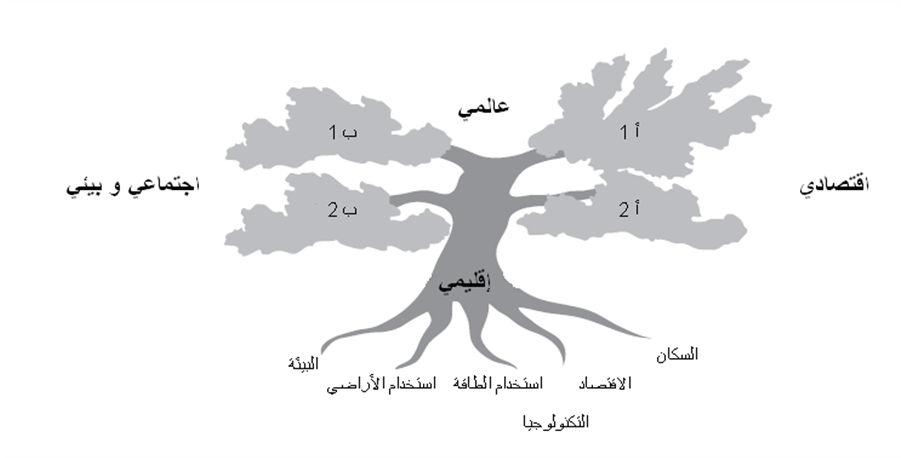 عالمي
أ 1
ب 1
اقتصادي
اجتماعي و بيئي
أ 2
ب 2
إقليمي
السكان
البيئة
الاقتصاد
استخدام الطاقة
استخدام الأراضي
التكنولوجيا